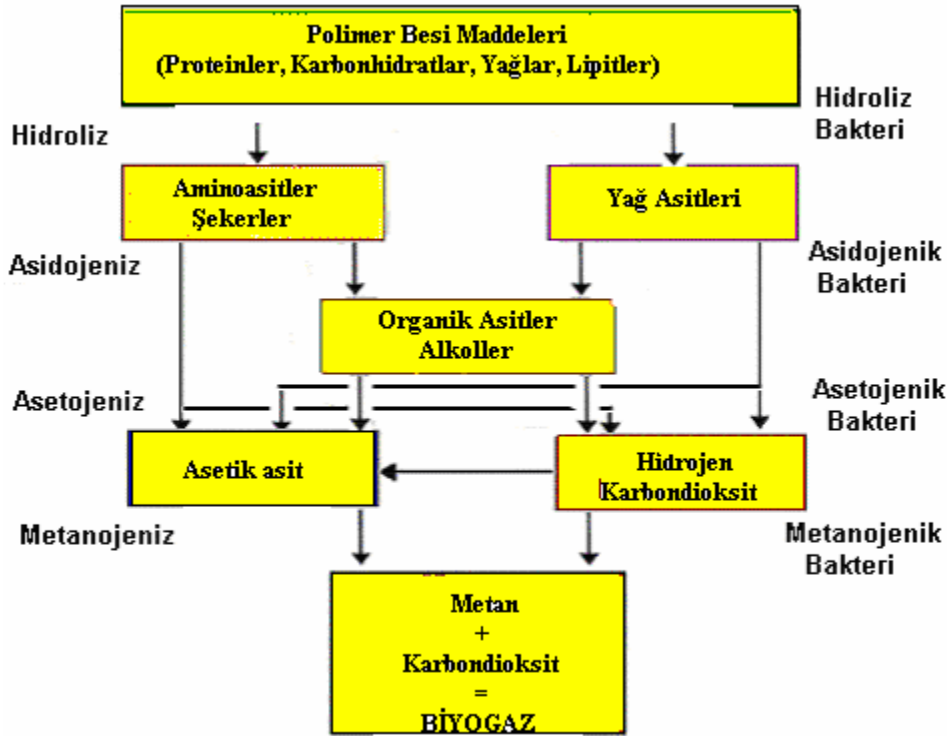 Polimer Besi Maddeleri
(Proteinler, Karbonhidratlar, Yağlar, Lipitler)
Hidroliz
Hidroliz
Bakteri
Aminoasitler
Şekerler
Yağ Asitleri
Asidojeniz
Asidojenik
Bakteri
Organik Asitler
Alkoller
Asetojeniz
Asetojenik
Bakteri
Asetik asit
Hidrojen
Karbondioksit
Metanojeniz
Metanojenik
Bakteri
Metan
+
Karbondioksit
=
BİYOGAZ